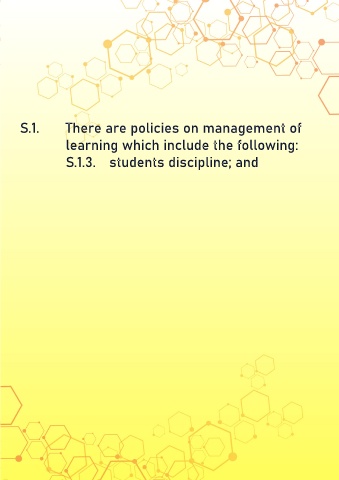 S.1. There are policies on management of
learning which include the following:
S.1.3. students discipline; and